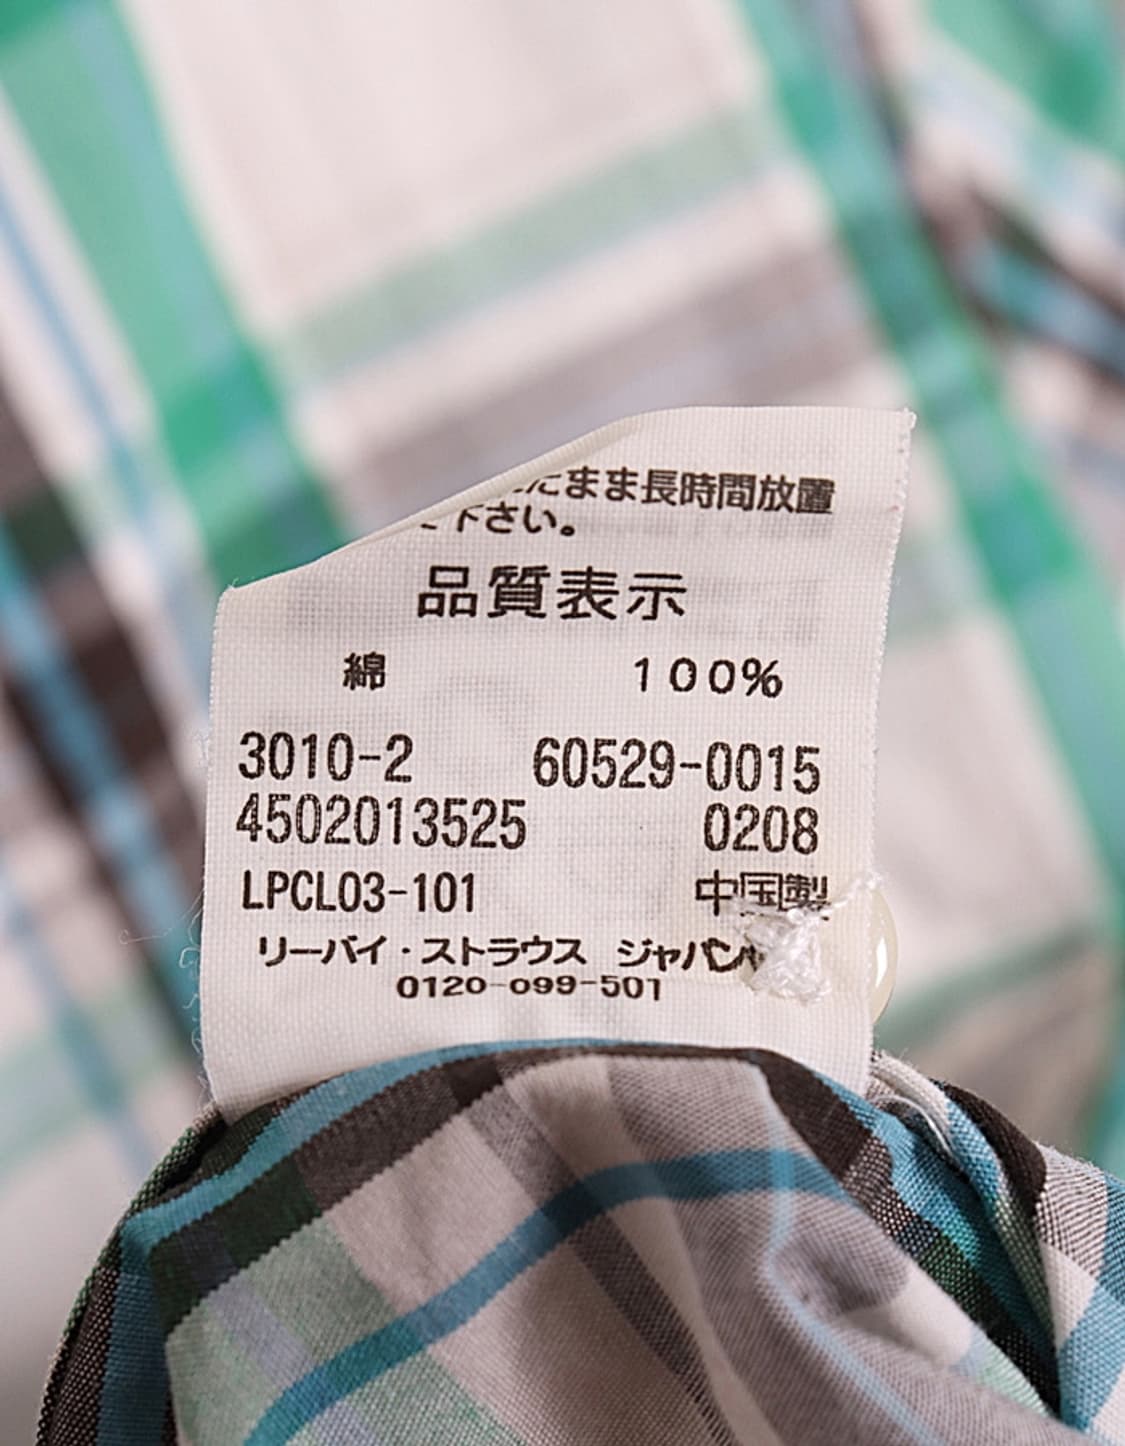 たまま長時間放置
下さい。
品質表示
綿 100%
3010-2 60529-0015
4502013525 0208
LPCL03-101 中国製
リーバイ・ストラウス ジャパン
0120-099-501